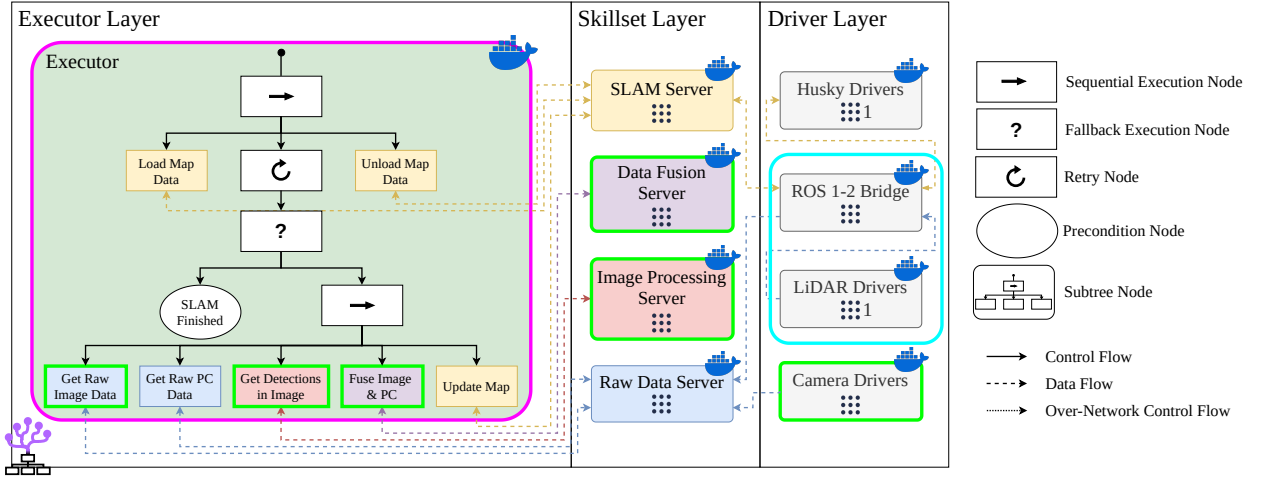 Executor Layer
Skillset Layer
Driver Layer
Executor
Load Map
Data
Unload Map
Data
?
SLAM
Finished
Get Raw
Image Data
Get Raw PC
Data
Get Detections
in Image
Fuse Image
& PC
Update Map
SLAM Server
Data Fusion
Server
Image Processing
Server
Raw Data Server
Husky Drivers
1
ROS 1-2 Bridge
LiDAR Drivers
1
Camera Drivers
Sequential Execution Node
?
Fallback Execution Node
Retry Node
Precondition Node
Subtree Node
Control Flow
Data Flow
Over-Network Control Flow